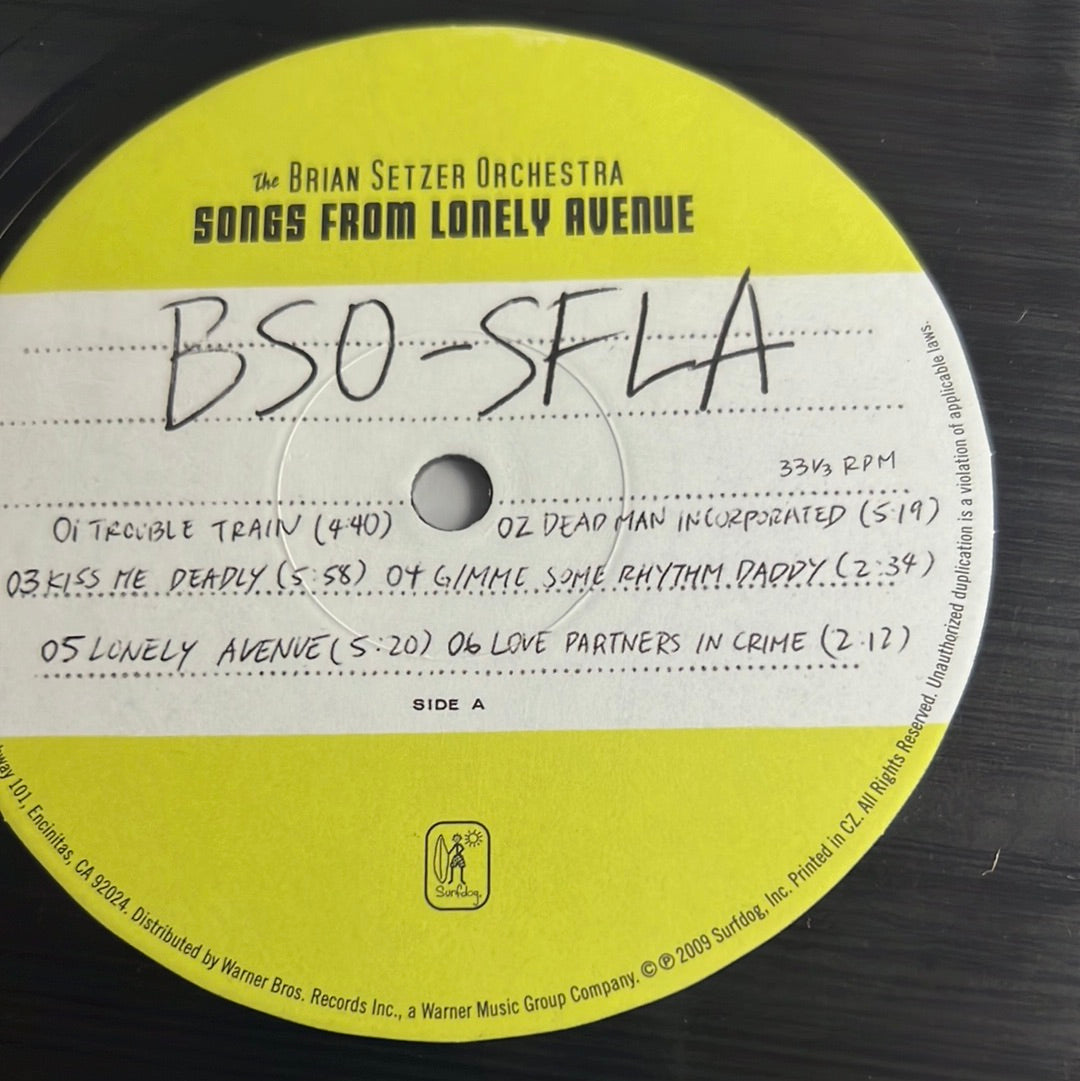 The BRIAN SETZER ORCHESTRA
SONGS FROM LONELY AVENUE
BSO-SFLA
33 1/3 RPM
01 TROUBLE TRAIN (4:40) 02 DEAD MAN INCORPORATED (5:19)
03 KISS ME DEADLY (5:58) 04 GIMME SOME RHYTHM DADDY (2:34)
05 LONELY AVENUE (5:20) 06 LOVE PARTNERS IN CRIME (2:12)
SIDE A
Surfdog
101, Encinitas, CA 92024. Distributed by Warner Bros. Records Inc., a Warner Music Group Company. ©℗ 2009 Surfdog, Inc. Printed in CZ. All Rights Reserved. Unauthorized duplication is a violation of applicable laws.